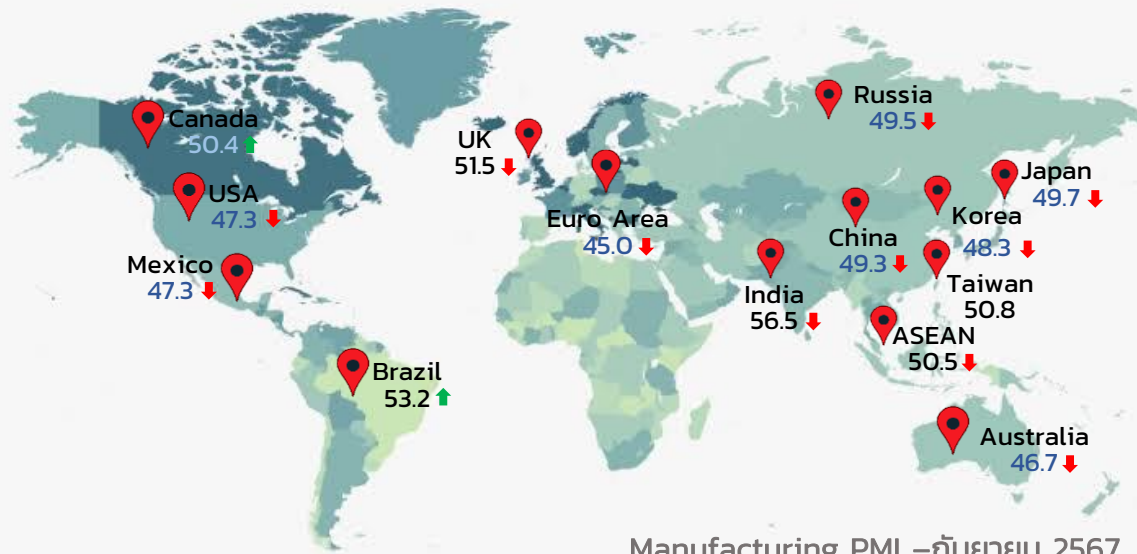 Canada
50.4
USA
47.3
Mexico
47.3
Brazil
53.2
UK
51.5
Euro Area
45.0
Russia
49.5
Japan
49.7
Korea
48.3
China
49.3
India
56.5
Taiwan
50.8
ASEAN
50.5
Australia
46.7
Manufacturing PMI –กันยายน 2567